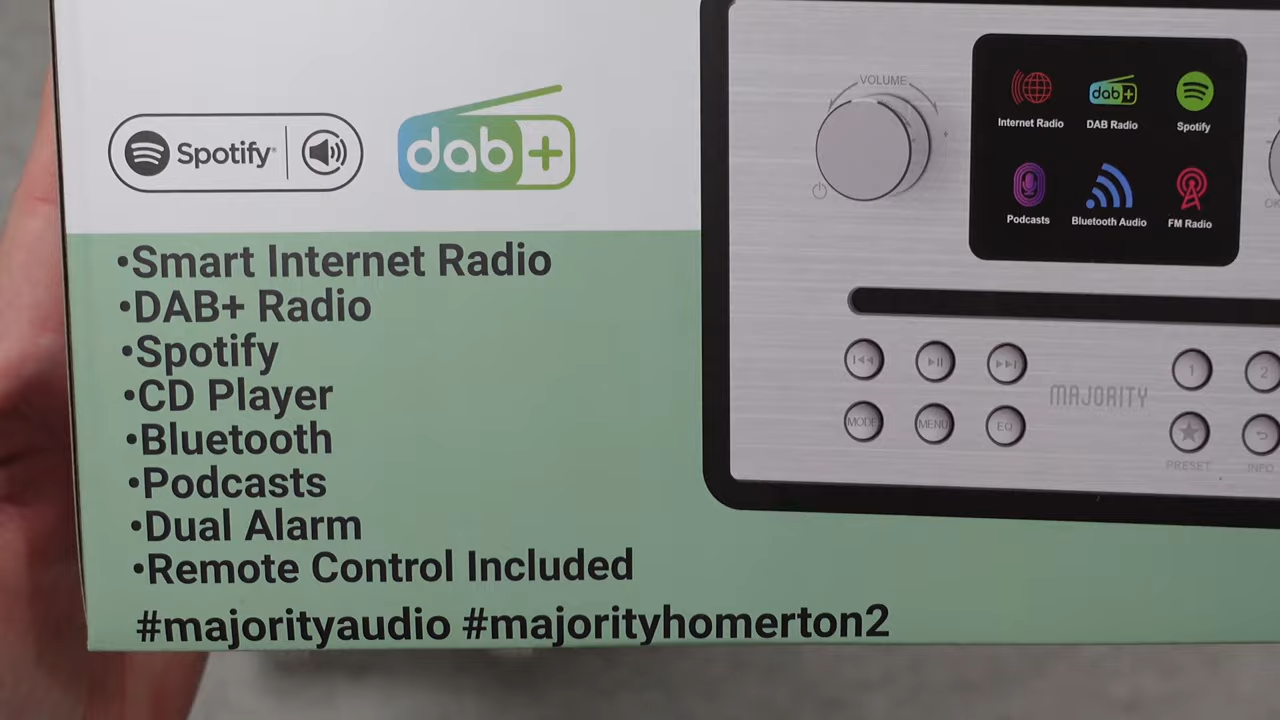 Spotify
dab+
•Smart Internet Radio
•DAB+ Radio
•Spotify
•CD Player
•Bluetooth
•Podcasts
•Dual Alarm
•Remote Control Included
#majorityaudio #majorityhomerton2
VOLUME
dab+
Internet Radio DAB Radio Spotify
Podcasts Bluetooth Audio FM Radio
OK
MAJORITY
1 2
MODE MENU EQ
PRESET INFO